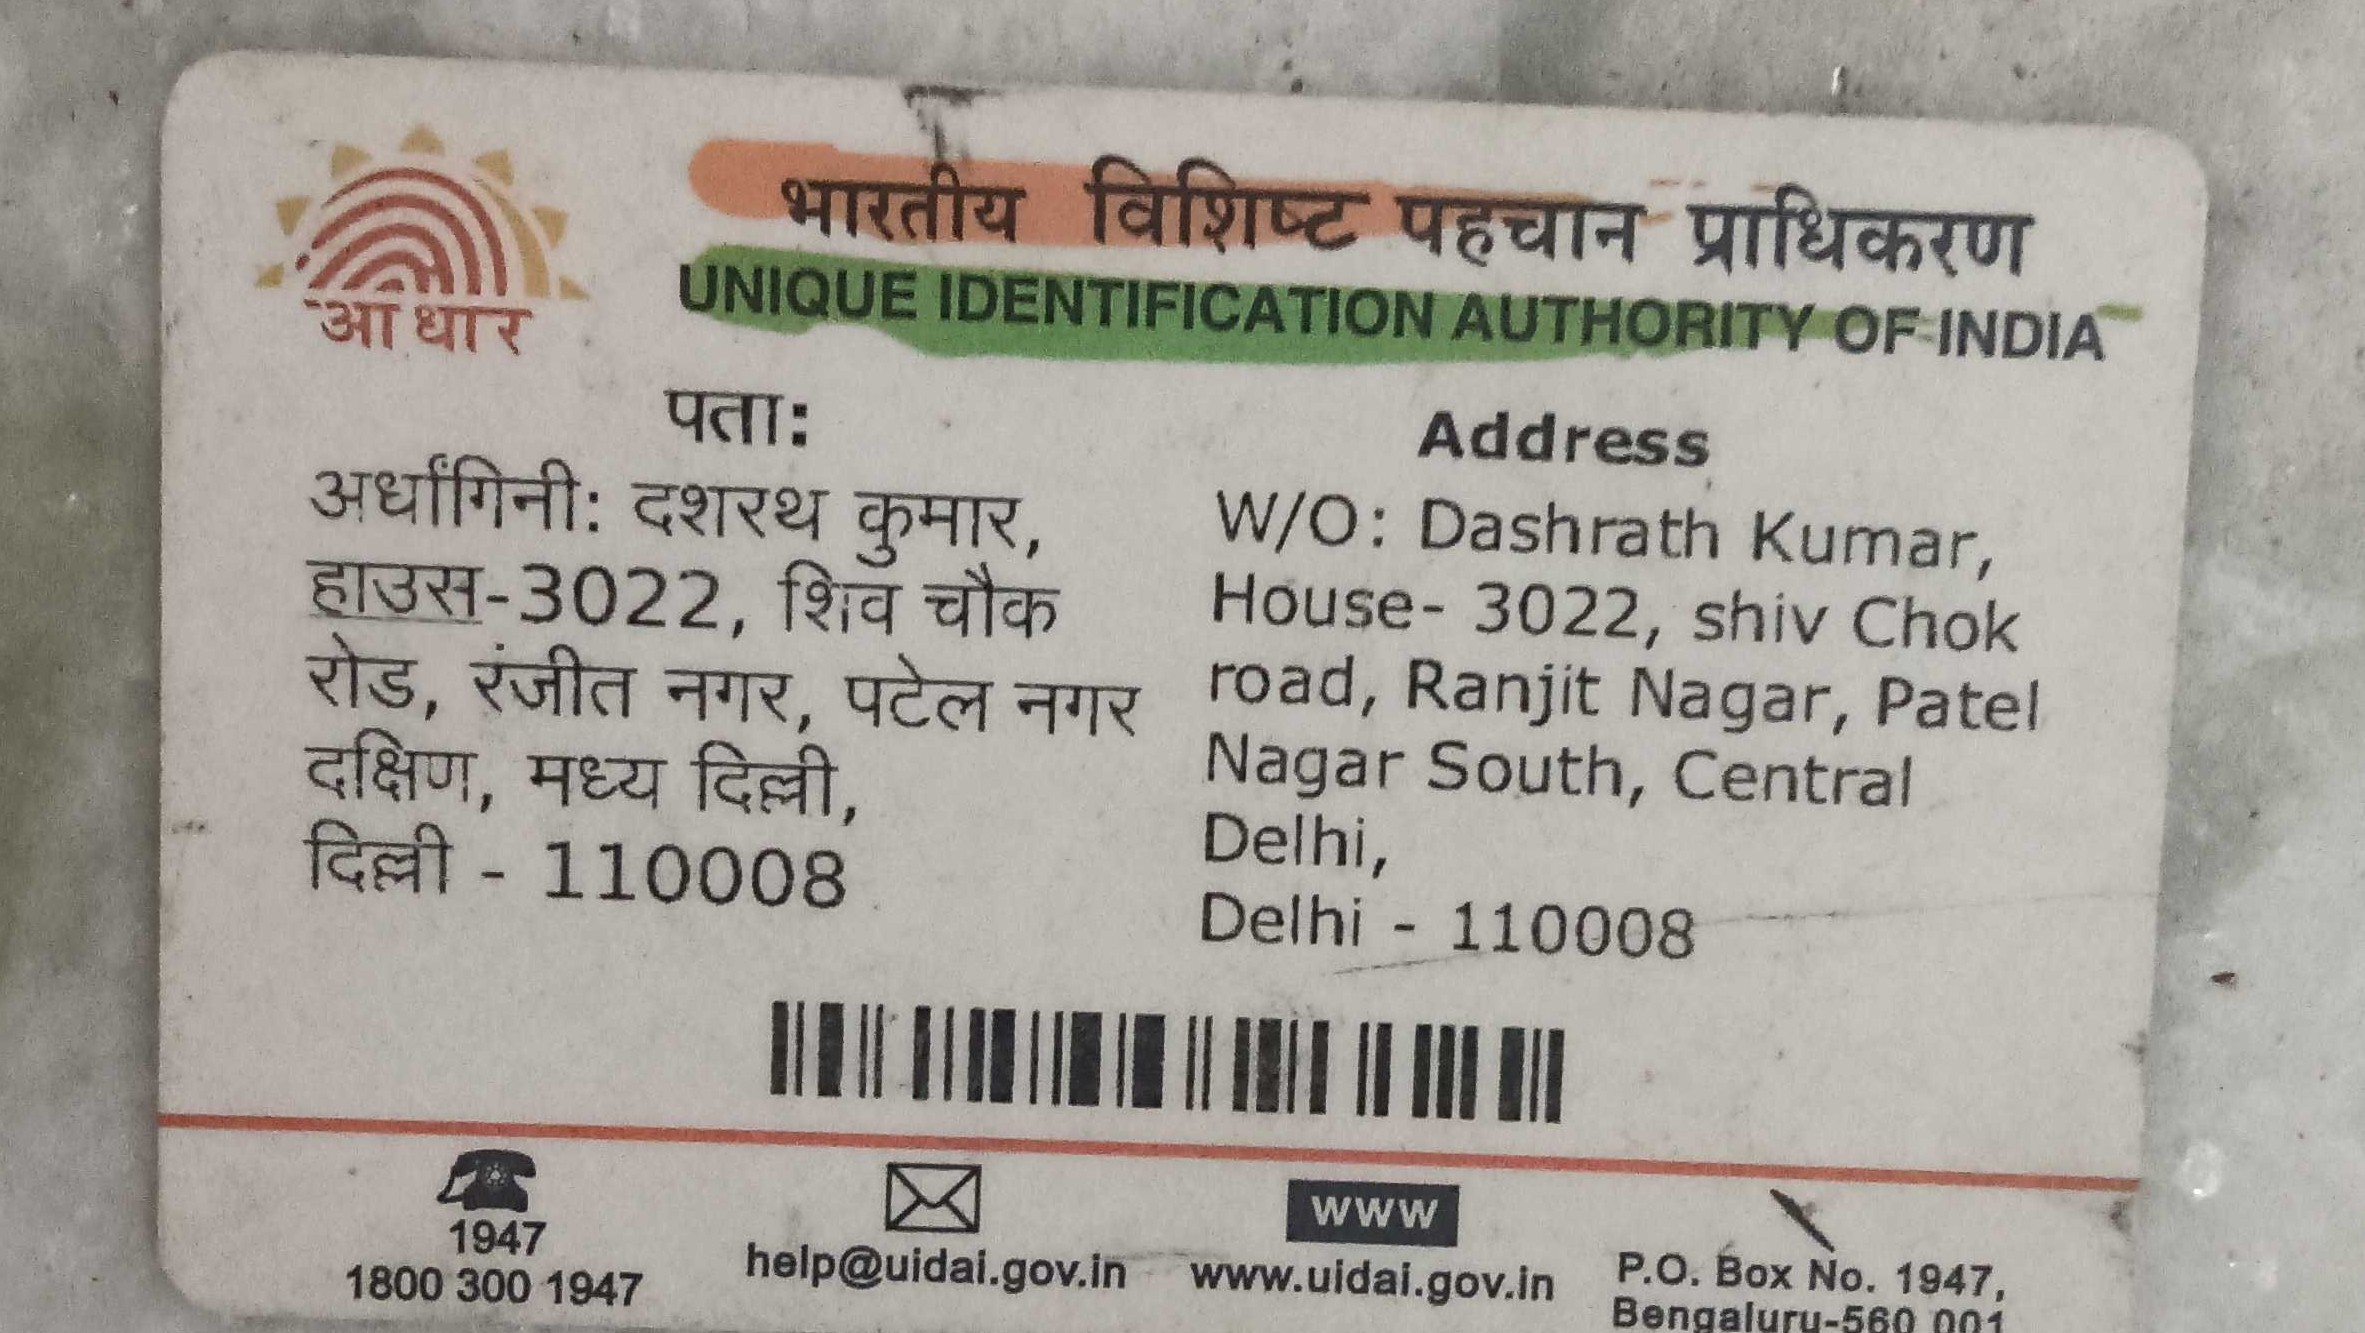 आधार
भारतीय विशिष्ट पहचान प्राधिकरण
UNIQUE IDENTIFICATION AUTHORITY OF INDIA
पता:
अर्धांगिनी: दशरथ कुमार,
हाउस-3022, शिव चौक
रोड, रंजीत नगर, पटेल नगर
दक्षिण, मध्य दिल्ली,
दिल्ली - 110008
Address
W/O: Dashrath Kumar,
House- 3022, shiv Chok
road, Ranjit Nagar, Patel
Nagar South, Central
Delhi,
Delhi - 110008
1947
1800 300 1947
help@uidai.gov.in
www
www.uidai.gov.in
P.O. Box No. 1947,
Bengaluru-560 001